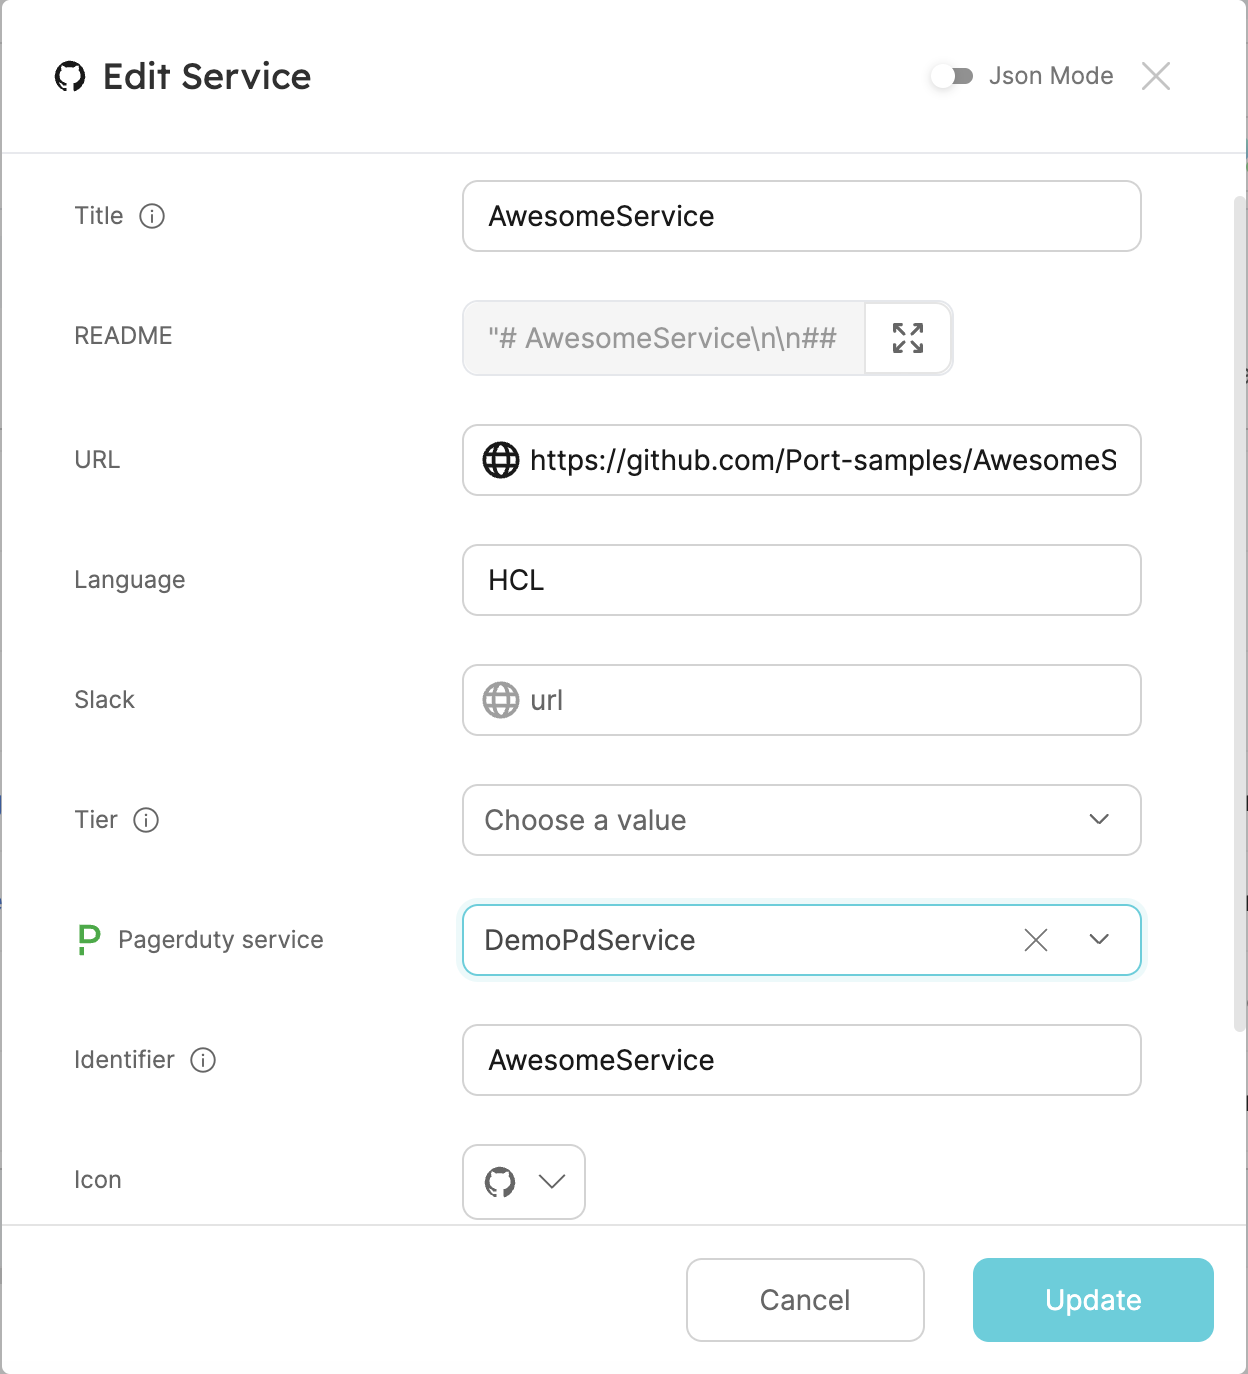 Edit Service
Json Mode
Title
AwesomeService
README
"# AwesomeService\n\n##
URL
https://github.com/Port-samples/AwesomeS
Language
HCL
Slack
url
Tier
Choose a value
Pagerduty service
DemoPdService
Identifier
AwesomeService
Icon
Cancel
Update